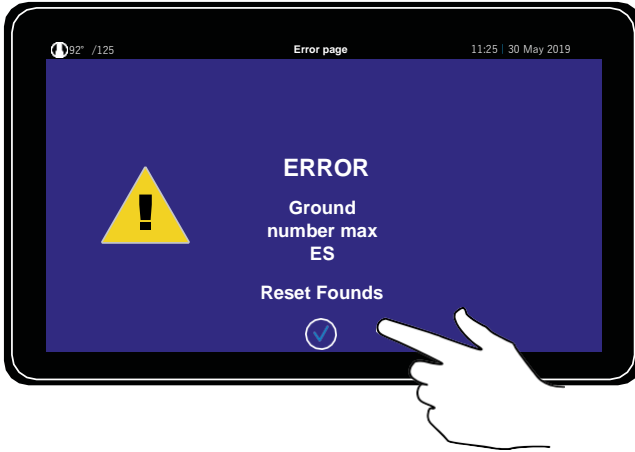 92° /125
Error page
11:25 | 30 May 2019
ERROR
Ground
number max
ES
Reset Founds